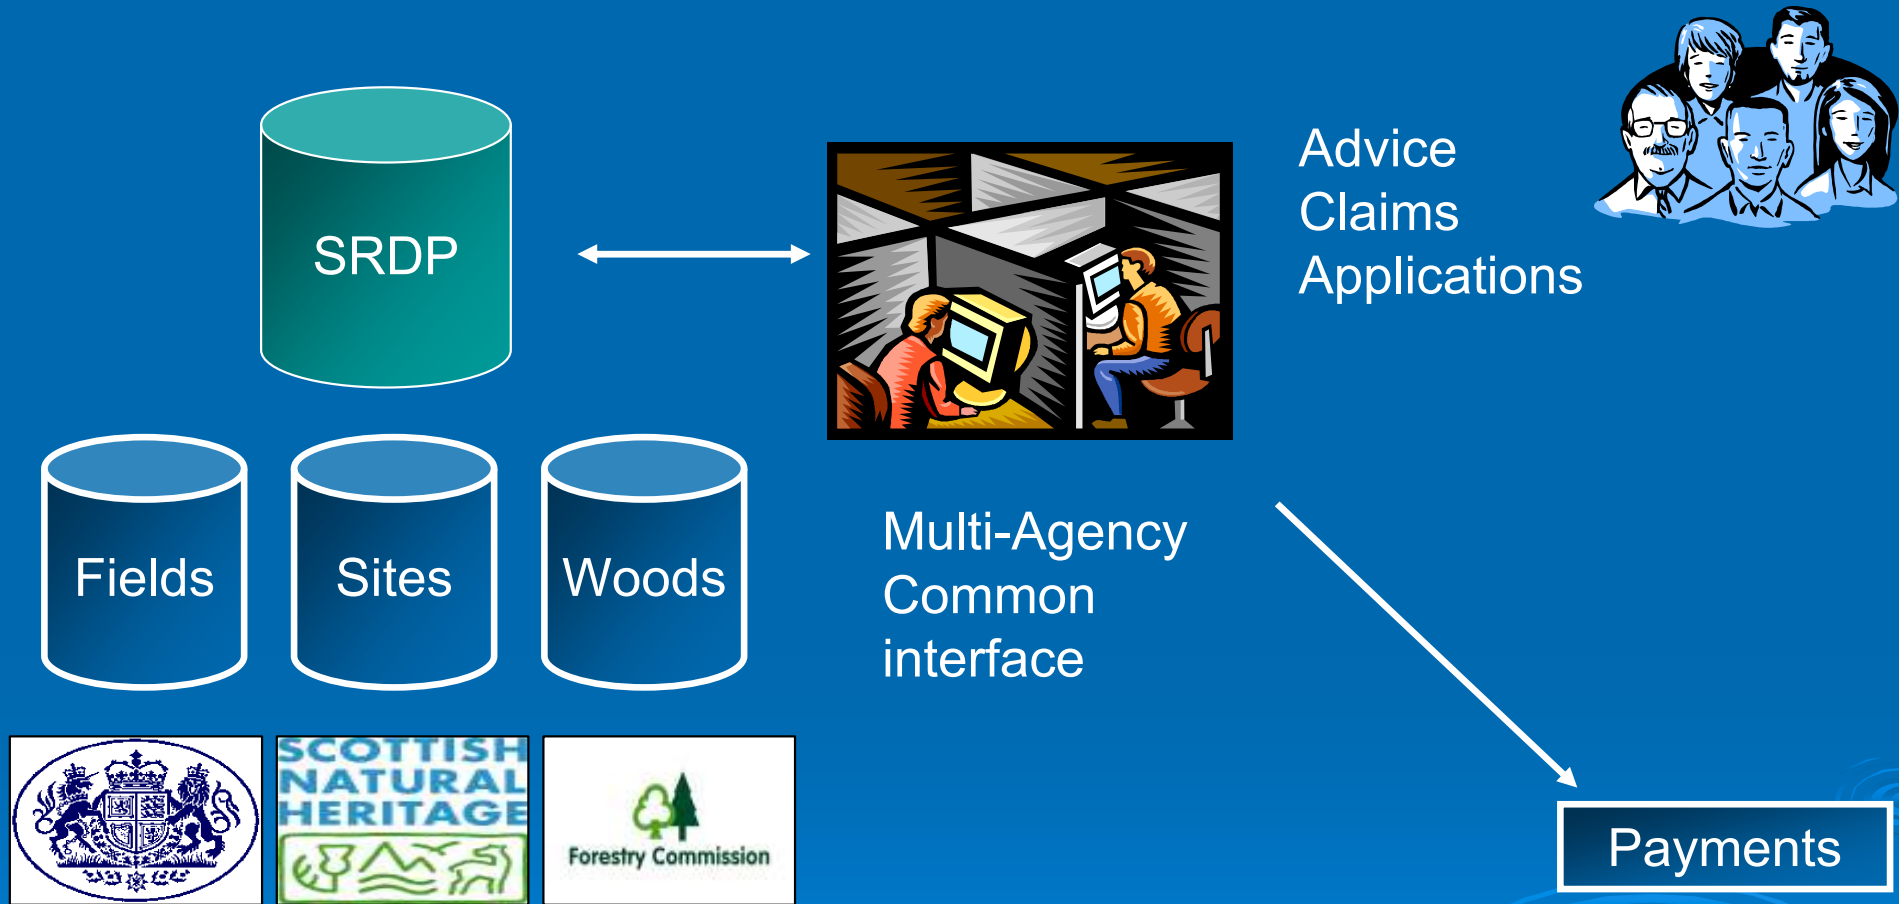 SRDP
Advice
Claims
Applications
Fields
Sites
Woods
Multi-Agency
Common
interface
SCOTTISH
NATURAL
HERITAGE
Forestry Commission
Payments